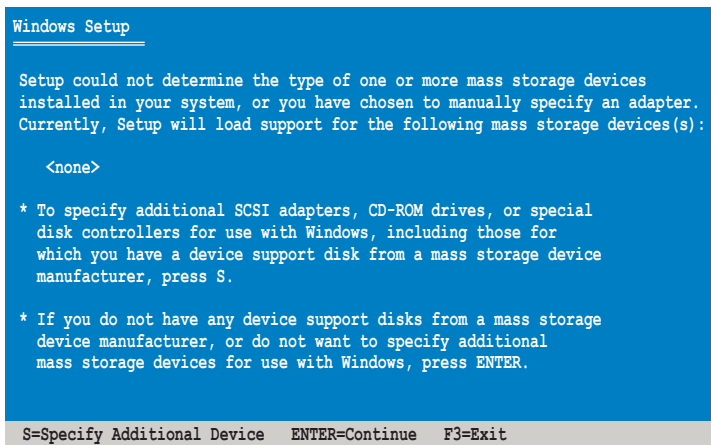 Windows Setup
Setup could not determine the type of one or more mass storage devices
installed in your system, or you have chosen to manually specify an adapter.
Currently, Setup will load support for the following mass storage devices(s):
<none>
* To specify additional SCSI adapters, CD-ROM drives, or special
disk controllers for use with Windows, including those for
which you have a device support disk from a mass storage device
manufacturer, press S.
* If you do not have any device support disks from a mass storage
device manufacturer, or do not want to specify additional
mass storage devices for use with Windows, press ENTER.
S=Specify Additional Device ENTER=Continue F3=Exit